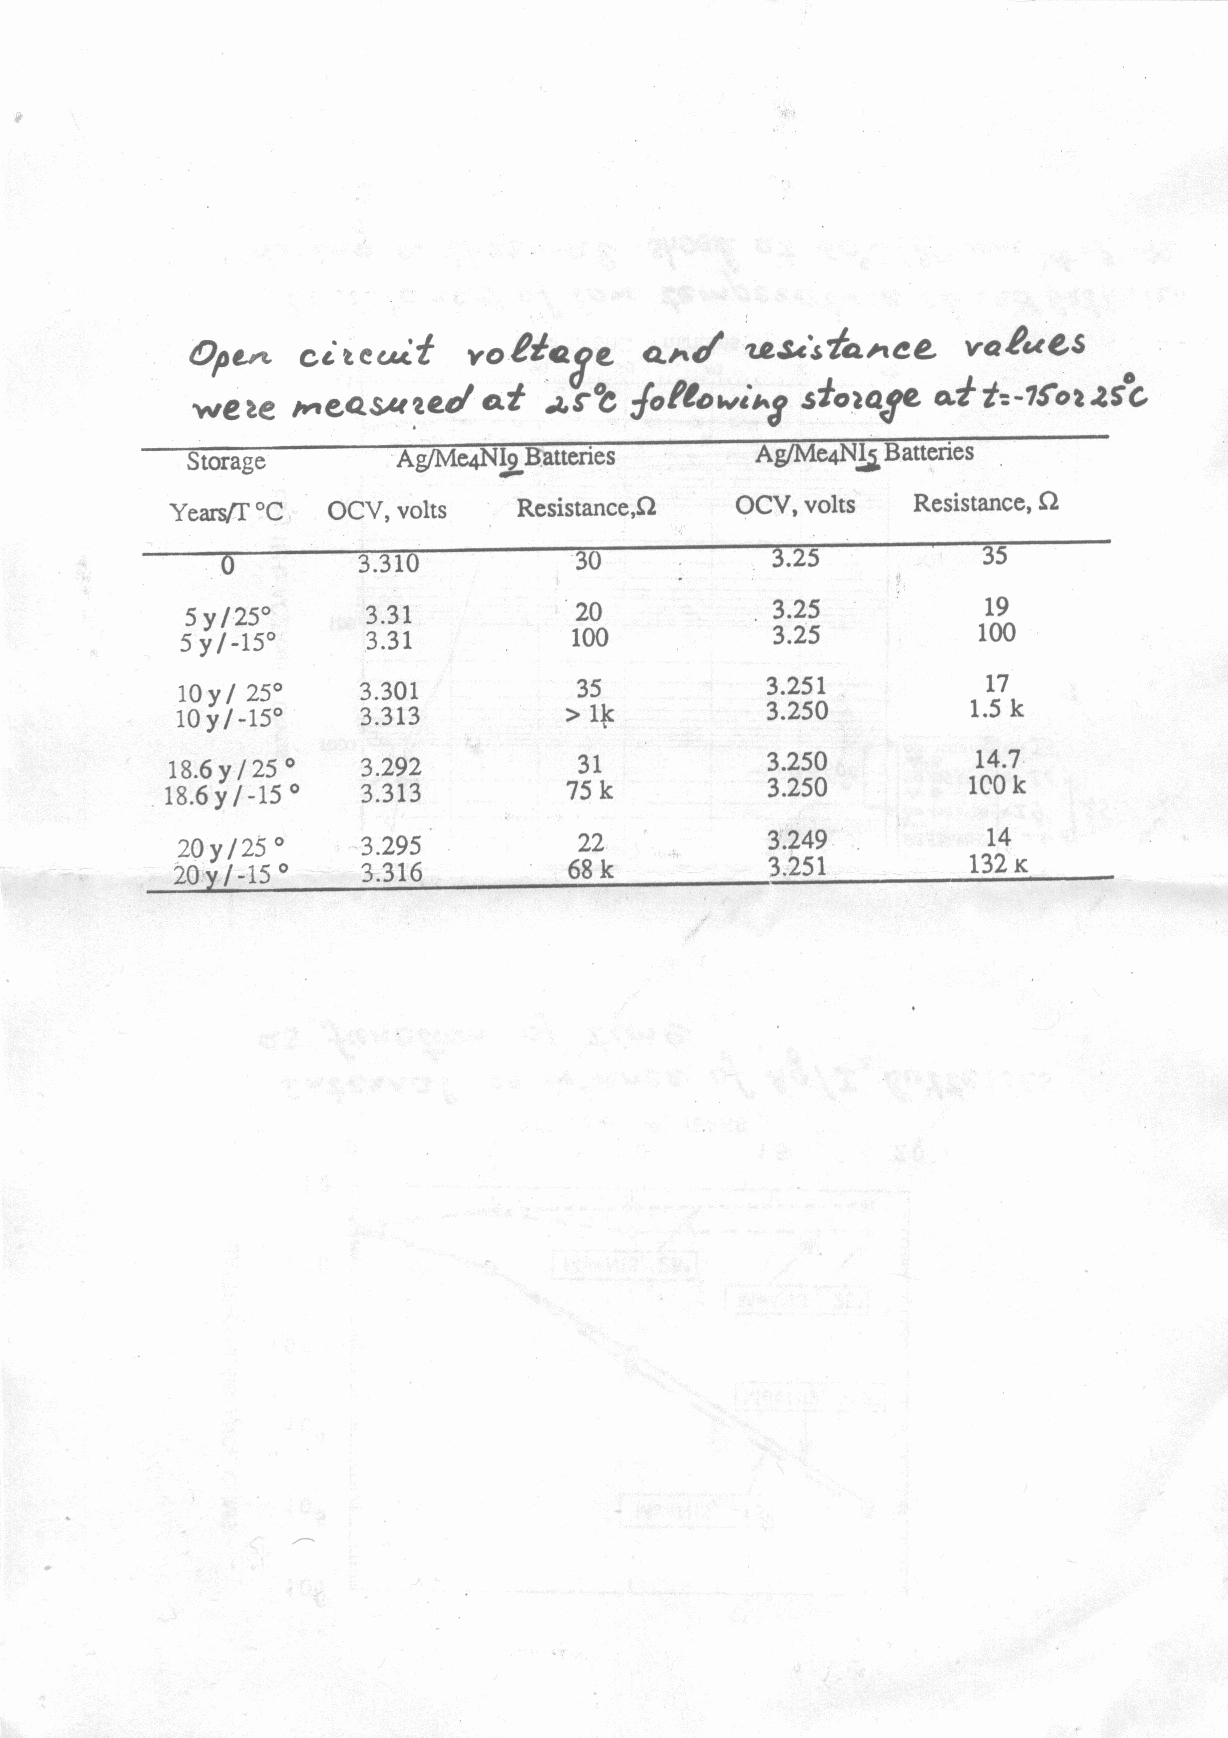 Open circuit voltage and resistance values
were measured at 25°C following storage at t=-15 or 25°C
Storage Ag/Me4NI9 Batteries Ag/Me4NI5 Batteries
Years/T °C OCV, volts Resistance,Ω OCV, volts Resistance, Ω
0 3.310 30 3.25 35
5 y / 25° 3.31 20 3.25 19
5 y / -15° 3.31 100 3.25 100
10 y / 25° 3.301 35 3.251 17
10 y / -15° 3.313 > 1k 3.250 1.5 k
18.6 y / 25 ° 3.292 31 3.250 14.7
18.6 y / -15 ° 3.313 75 k 3.250 100 k
20 y / 25 ° 3.295 22 3.249 14
20 y / -15 ° 3.316 68 k 3.251 132 K